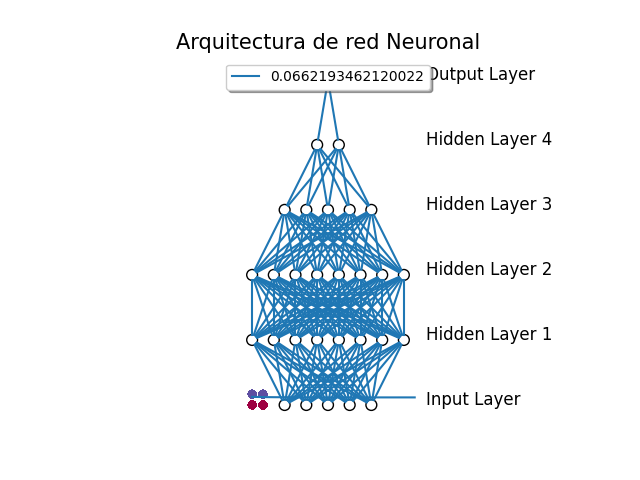 Arquitectura de red Neuronal
0.0662193462120022
Output Layer
Hidden Layer 4
Hidden Layer 3
Hidden Layer 2
Hidden Layer 1
Input Layer